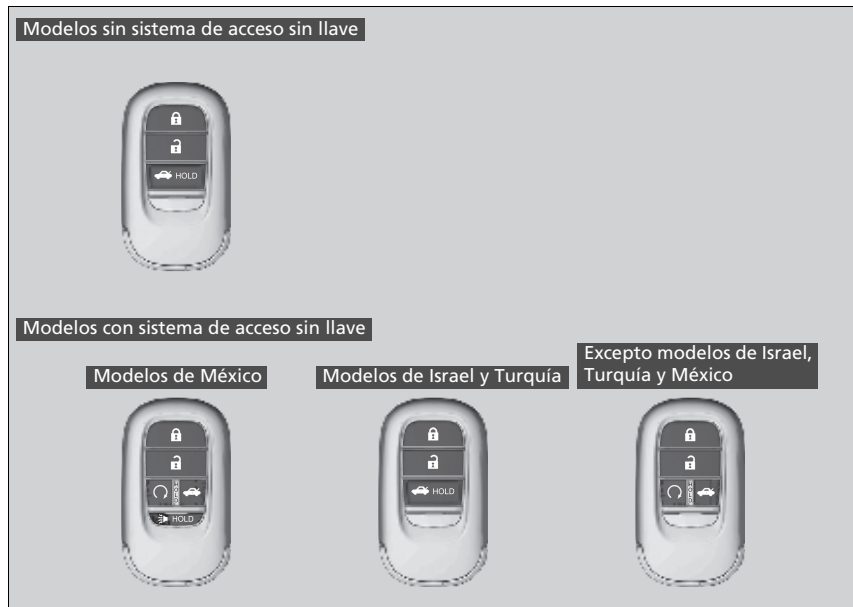 Modelos sin sistema de acceso sin llave
HOLD
Modelos con sistema de acceso sin llave
Modelos de México
HOLD
Modelos de Israel y Turquía
HOLD
Excepto modelos de Israel,
Turquía y México